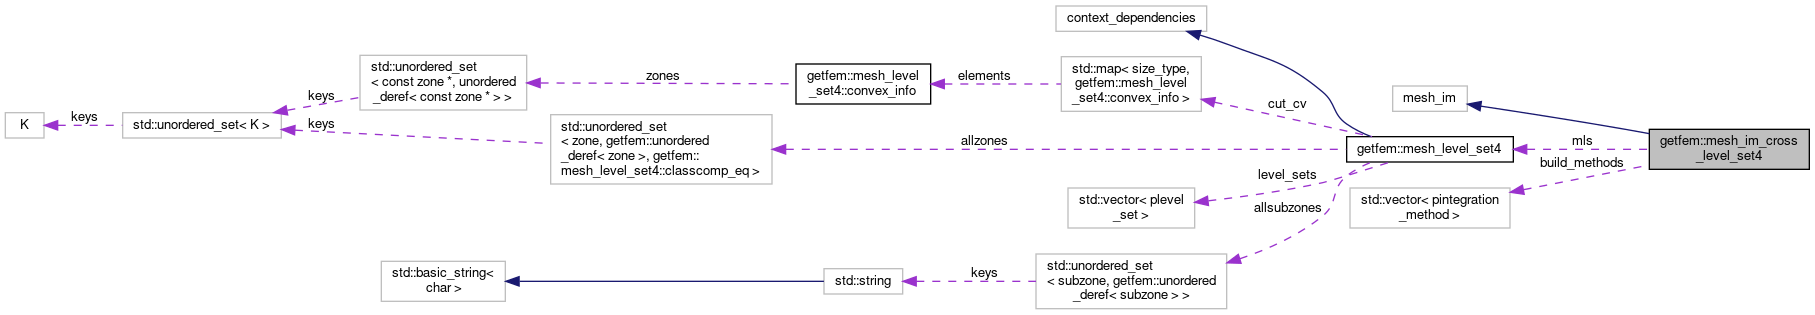 context_dependencies
std::unordered_set
< const zone *, unordered
_deref< const zone * > >
zones
getfem::mesh_level
_set4::convex_info
elements
std::map< size_type,
getfem::mesh_level
_set4::convex_info >
keys
cut_cv
mesh_im
K
keys
std::unordered_set< K >
keys
std::unordered_set
< zone, getfem::unordered
_deref< zone >, getfem::
mesh_level_set4::classcomp_eq >
allzones
getfem::mesh_level_set4
mls
getfem::mesh_im_cross
_level_set4
build_methods
level_sets
std::vector< plevel
_set >
std::vector< pintegration
_method >
allsubzones
std::basic_string<
char >
std::string
keys
std::unordered_set
< subzone, getfem::unordered
_deref< subzone > >